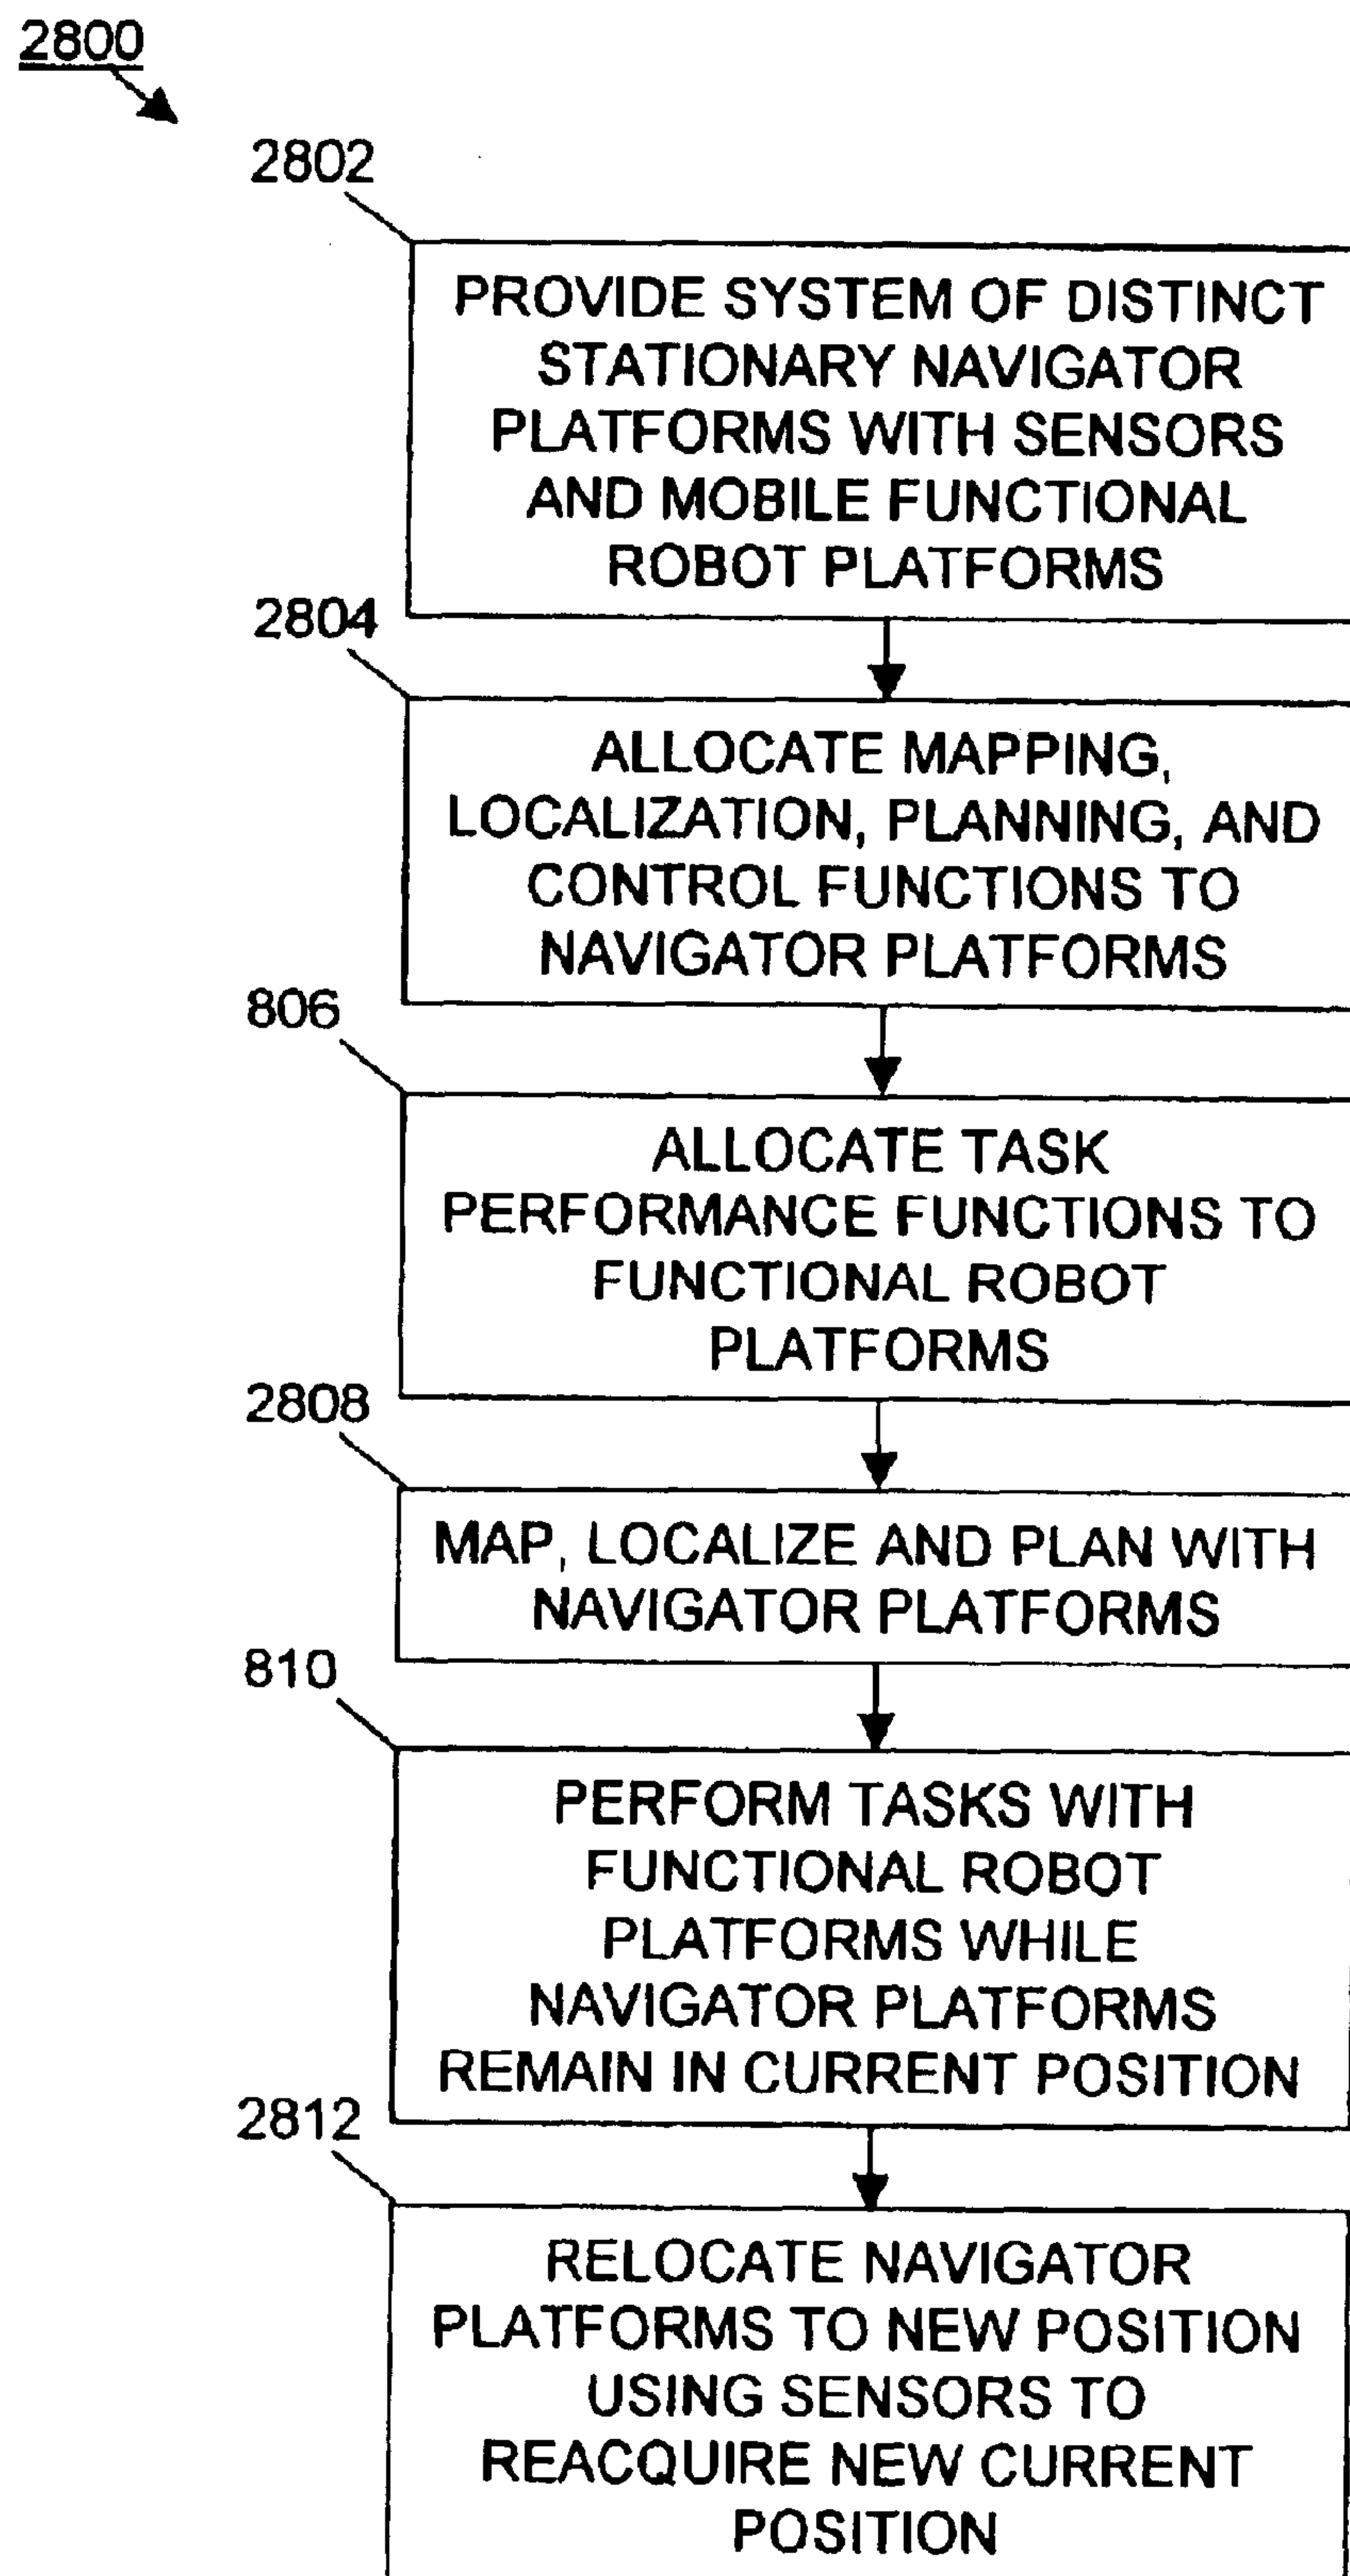 2800
2802
PROVIDE SYSTEM OF DISTINCT
STATIONARY NAVIGATOR
PLATFORMS WITH SENSORS
AND MOBILE FUNCTIONAL
ROBOT PLATFORMS
2804
ALLOCATE MAPPING,
LOCALIZATION, PLANNING, AND
CONTROL FUNCTIONS TO
NAVIGATOR PLATFORMS
806
ALLOCATE TASK
PERFORMANCE FUNCTIONS TO
FUNCTIONAL ROBOT
PLATFORMS
2808
MAP, LOCALIZE AND PLAN WITH
NAVIGATOR PLATFORMS
810
PERFORM TASKS WITH
FUNCTIONAL ROBOT
PLATFORMS WHILE
NAVIGATOR PLATFORMS
REMAIN IN CURRENT POSITION
2812
RELOCATE NAVIGATOR
PLATFORMS TO NEW POSITION
USING SENSORS TO
REACQUIRE NEW CURRENT
POSITION